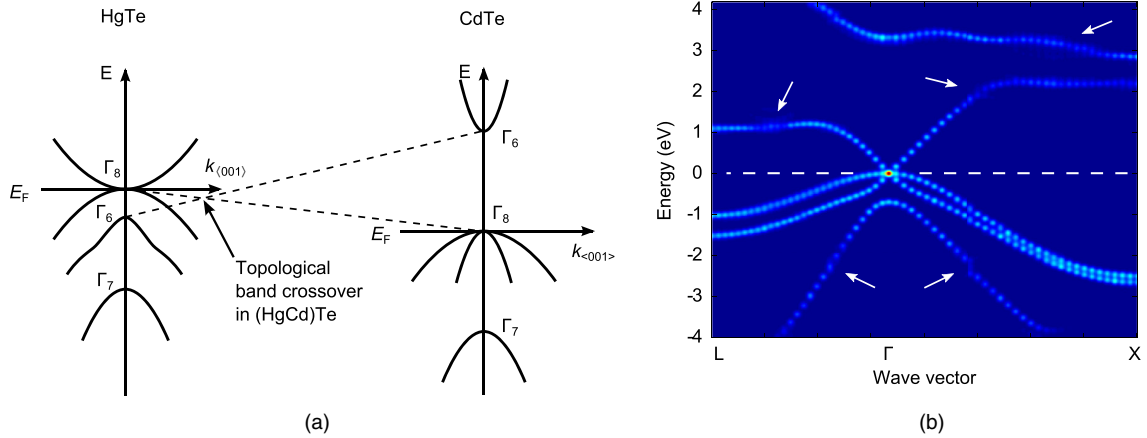 HgTe
CdTe
E
E
Γ8
k⟨001⟩
EF
Γ6
Γ7
Γ6
Γ8
EF
k<001>
Γ7
Topological
band crossover
in (HgCd)Te
(a)
Energy (eV)
4
3
2
1
0
-1
-2
-3
-4
L
Γ
X
Wave vector
(b)